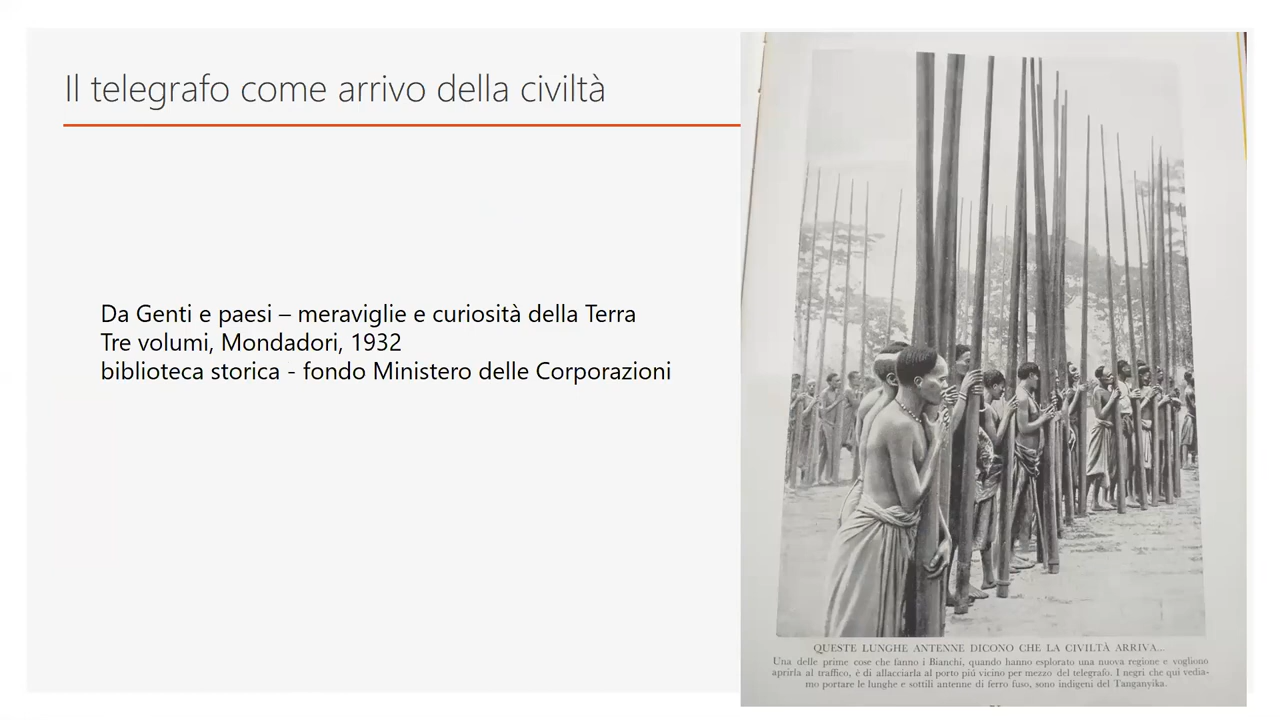 Il telegrafo come arrivo della civiltà
Da Genti e paesi – meraviglie e curiosità della Terra
Tre volumi, Mondadori, 1932
biblioteca storica - fondo Ministero delle Corporazioni
QUESTE LUNGHE ANTENNE DICONO CHE LA CIVILTÀ ARRIVA...
Una delle prime cose che fanno i Bianchi, quando hanno esplorato una nuova regione e vogliono
aprirla al traffico, è di allacciarla al porto piú vicino per mezzo del telegrafo. I negri che qui vedia-
mo portare le lunghe e sottili antenne di ferro fuso, sono indigeni del Tanganyika.